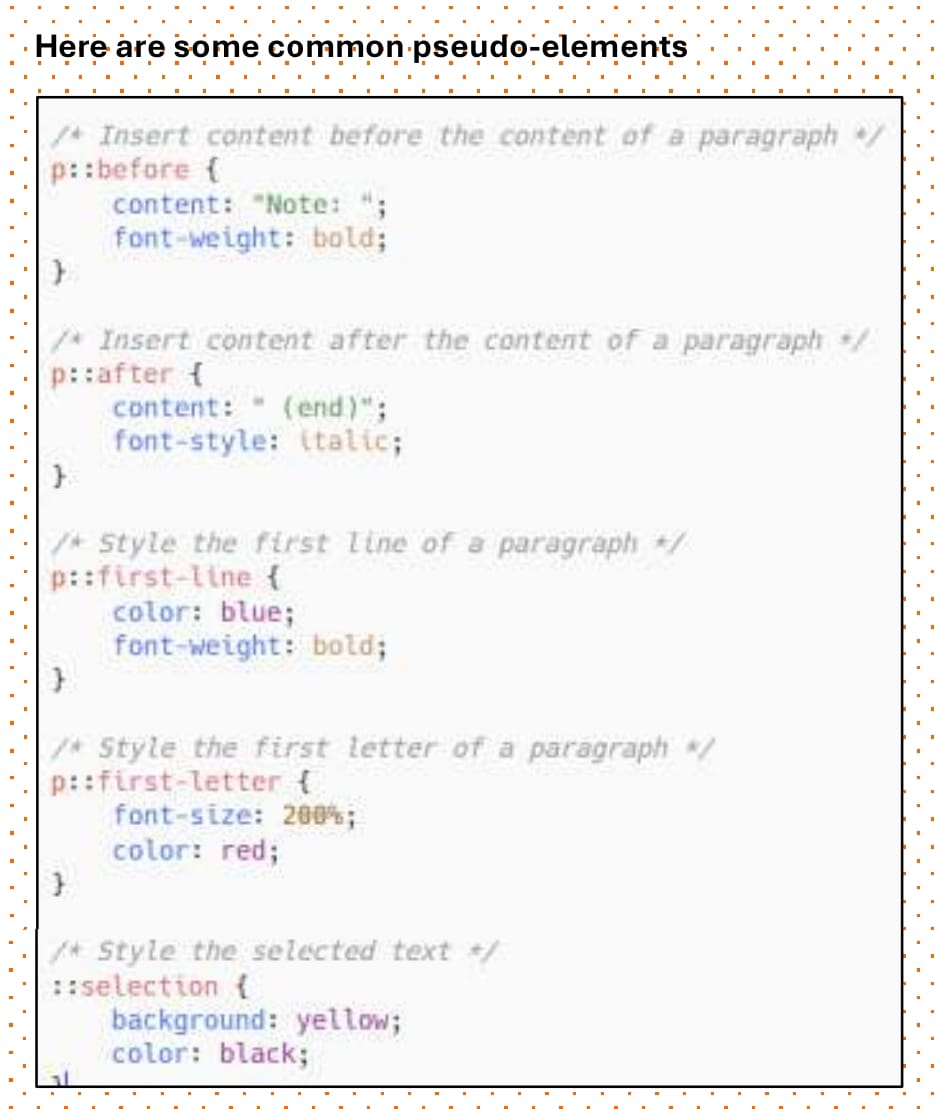 Here are some common pseudo-elements
/* Insert content before the content of a paragraph */
p::before {
    content: "Note: ";
    font-weight: bold;
}
/* Insert content after the content of a paragraph */
p::after {
    content: " (end)";
    font-style: italic;
}
/* Style the first line of a paragraph */
p::first-line {
    color: blue;
    font-weight: bold;
}
/* Style the first letter of a paragraph */
p::first-letter {
    font-size: 200%;
    color: red;
}
/* Style the selected text */
::selection {
    background: yellow;
    color: black;
}